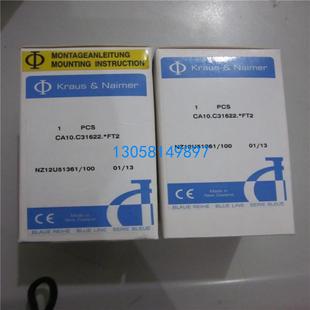 MONTAGEANLEITUNG
MOUNTING INSTRUCTION
Kraus & Naimer
1 PCS
CA10.C31622.*FT2
NZ12U51361/100 01/13
CE
Made in
New Zealand
BLAUE REIHE BLUE LINE SERIE BLEUE
Kraus & Naimer
1 PCS
CA10.C31622.*FT2
NZ12U51361/100 01/13
CE
Made in
New Zealand
BLAUE REIHE BLUE LINE SERIE BLEUE
13058149897